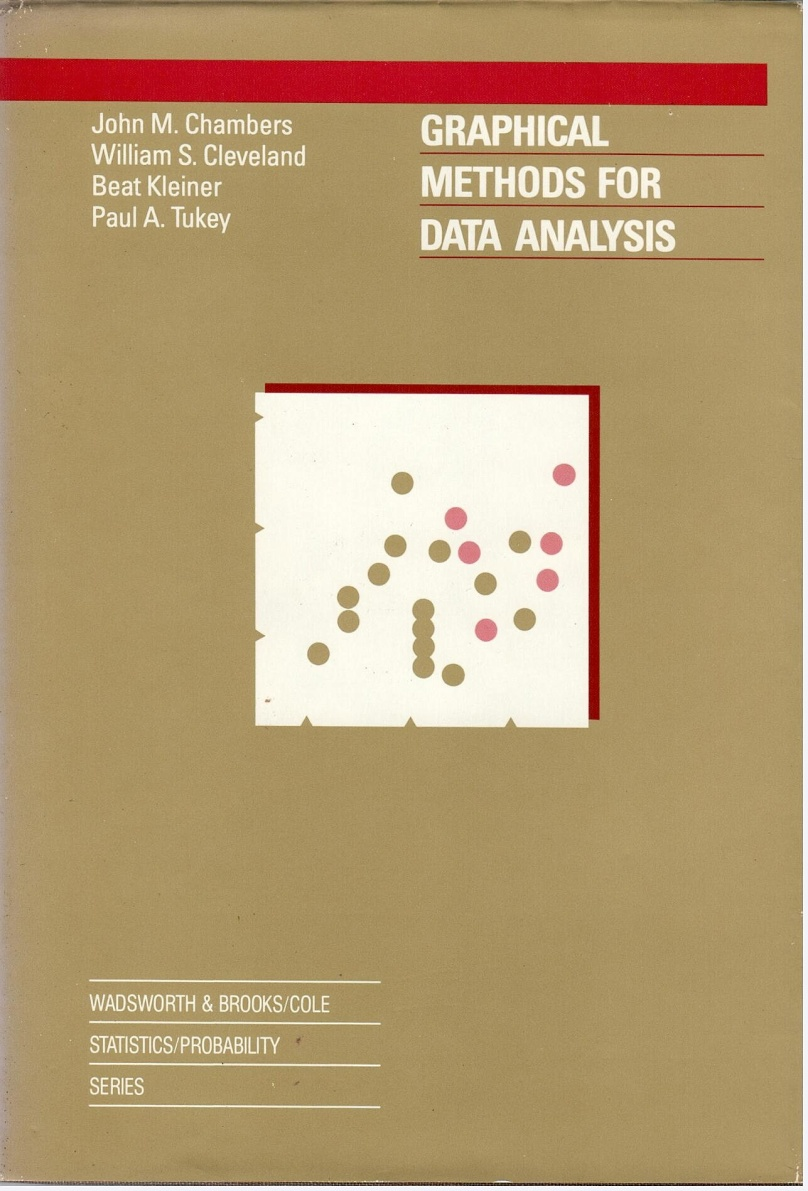 John M. Chambers
William S. Cleveland
Beat Kleiner
Paul A. Tukey
GRAPHICAL
METHODS FOR
DATA ANALYSIS
WADSWORTH & BROOKS/COLE
STATISTICS/PROBABILITY
SERIES